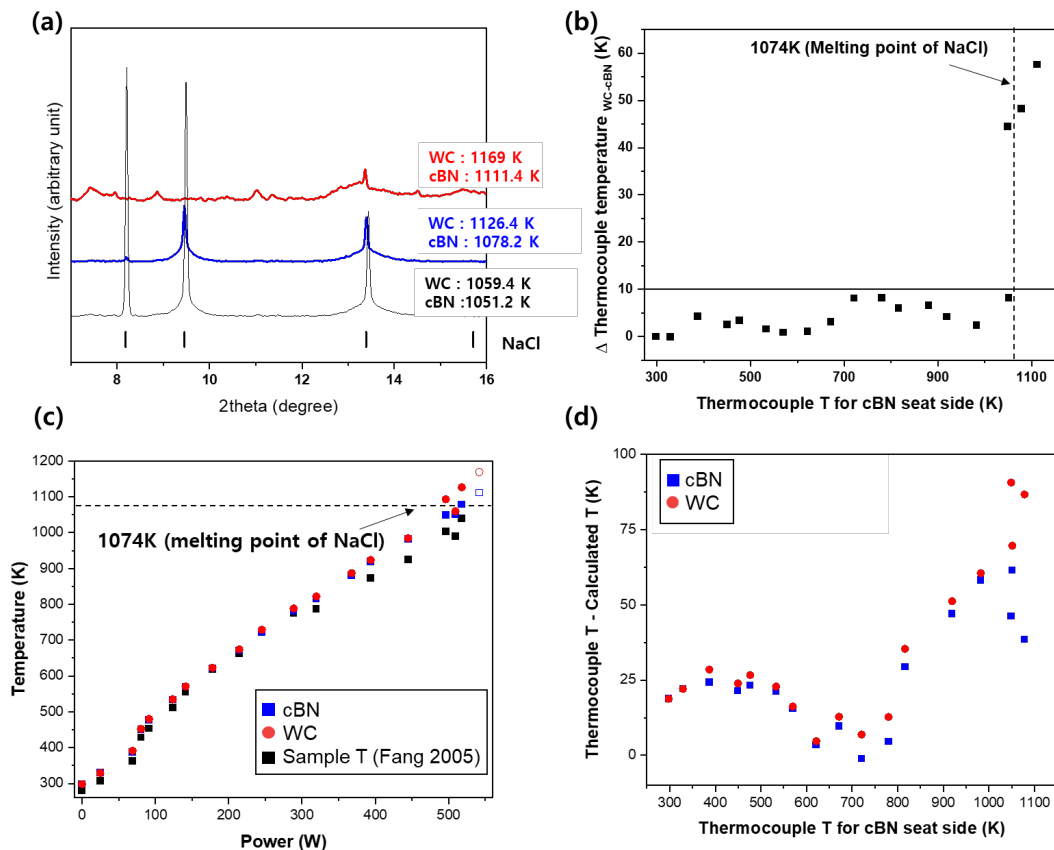 (a)
Intensity (arbitrary unit)
WC : 1169 K
cBN : 1111.4 K
WC : 1126.4 K
cBN : 1078.2 K
WC : 1059.4 K
cBN :1051.2 K
NaCl
8 10 12 14 16
2theta (degree)
(b)
Δ Thermocouple temperature WC-cBN (K)
60
50
40
30
20
10
0
1074K (Melting point of NaCl)
300 500 700 900 1100
Thermocouple T for cBN seat side (K)
(c)
Temperature (K)
1200
1100
1000
900
800
700
600
500
400
300
1074K (melting point of NaCl)
cBN
WC
Sample T (Fang 2005)
0 100 200 300 400 500
Power (W)
(d)
Thermocouple T - Calculated T (K)
100
75
50
25
0
cBN
WC
300 400 500 600 700 800 900 1000 1100
Thermocouple T for cBN seat side (K)